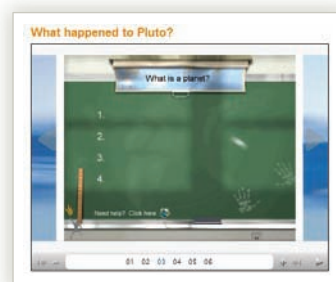 What happened to Pluto?
What is a planet?
1.
2.
3.
4.
Need help? Click here
01 02 03 04 05 06